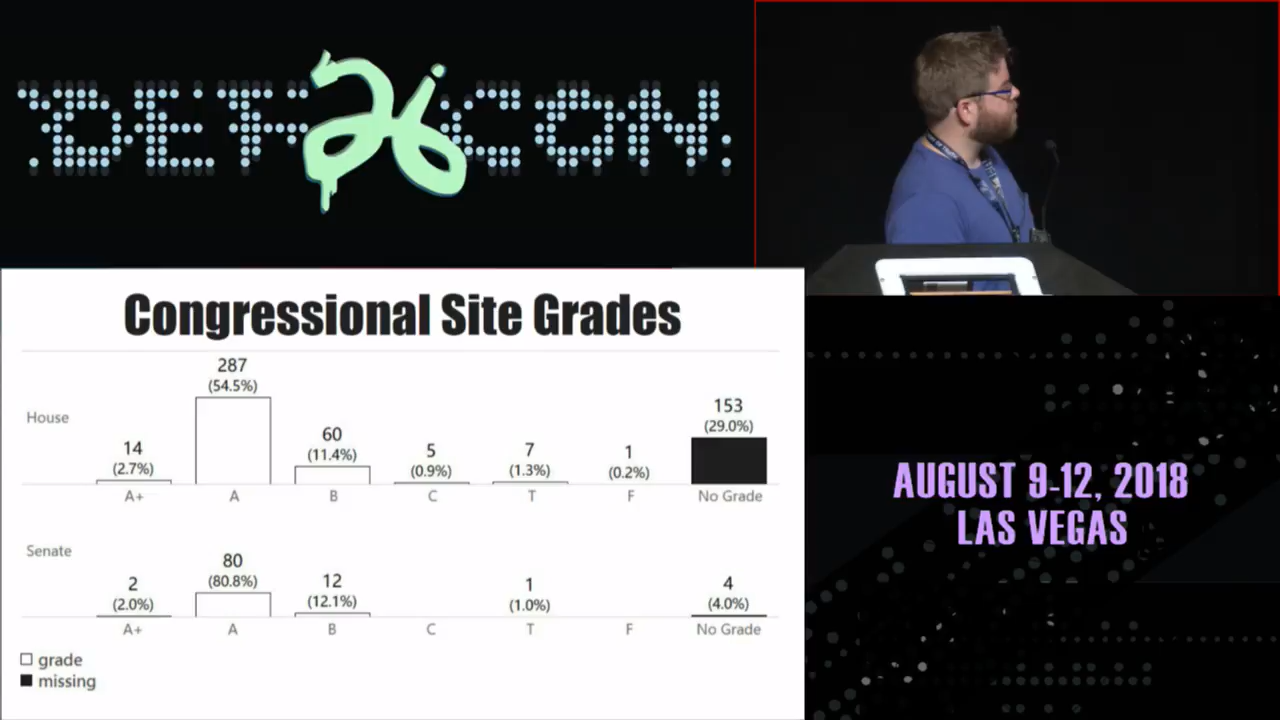 DEF CON
26
Congressional Site Grades
House
14
(2.7%)
A+
287
(54.5%)
A
60
(11.4%)
B
5
(0.9%)
C
7
(1.3%)
T
1
(0.2%)
F
153
(29.0%)
No Grade
Senate
2
(2.0%)
A+
80
(80.8%)
A
12
(12.1%)
B
C
1
(1.0%)
T
F
4
(4.0%)
No Grade
grade
missing
AUGUST 9-12, 2018
LAS VEGAS